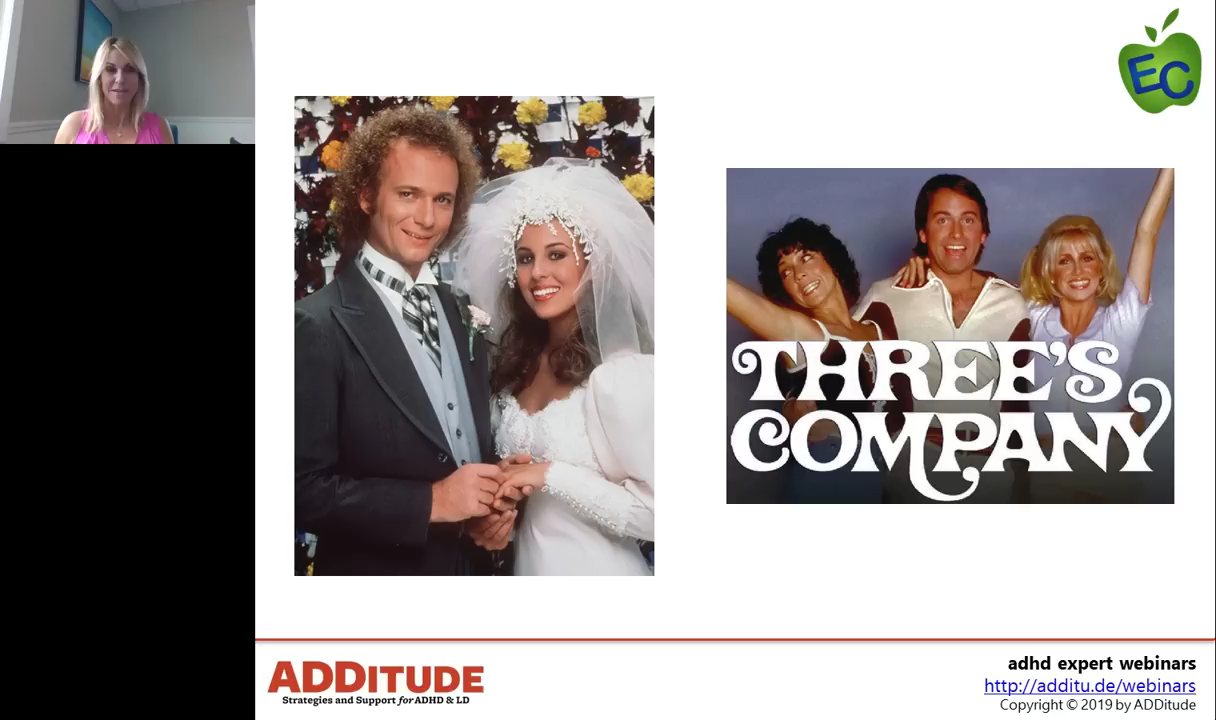 EC
THREE'S
COMPANY
ADDITUDE
Strategies and Support for ADHD & LD
adhd expert webinars
http://additu.de/webinars
Copyright © 2019 by ADDitude